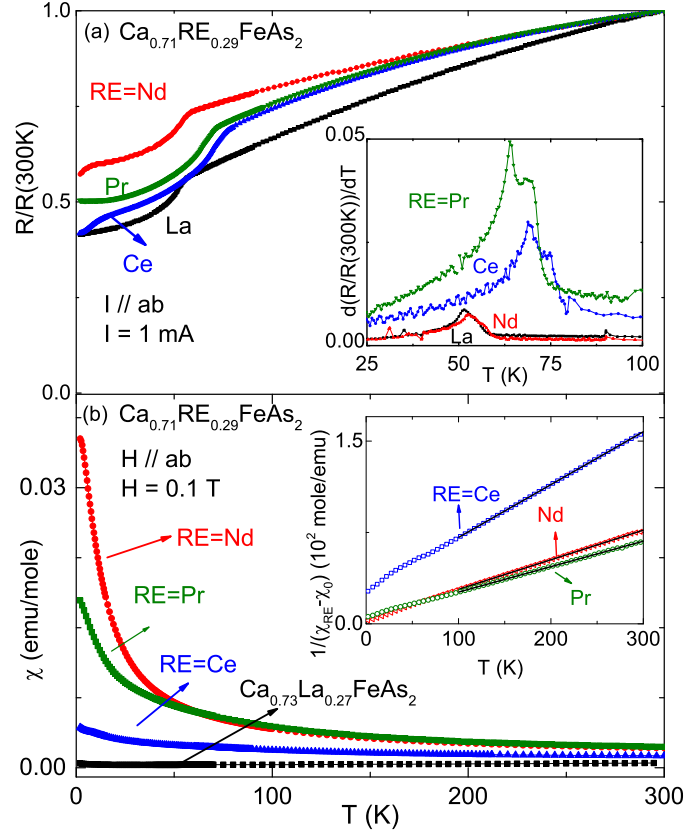 (a) Ca0.71RE0.29FeAs2
1.0
RE=Nd
0.05
R/R(300K)
d(R/R(300K))/dT
RE=Pr
0.5
Pr
La
Ce
Ce
I // ab
I = 1 mA
Nd
La
0.00
25 50 75 100
T (K)
0.0
(b) Ca0.71RE0.29FeAs2
H // ab
H = 0.1 T
1.5
0.03
RE=Ce
1/(χRE-χ0) (10² mole/emu)
Nd
RE=Nd
Pr
RE=Pr
0.0
0 100 200 300
T (K)
χ (emu/mole)
RE=Ce
Ca0.73La0.27FeAs2
0.00
0 100 200 300
T (K)